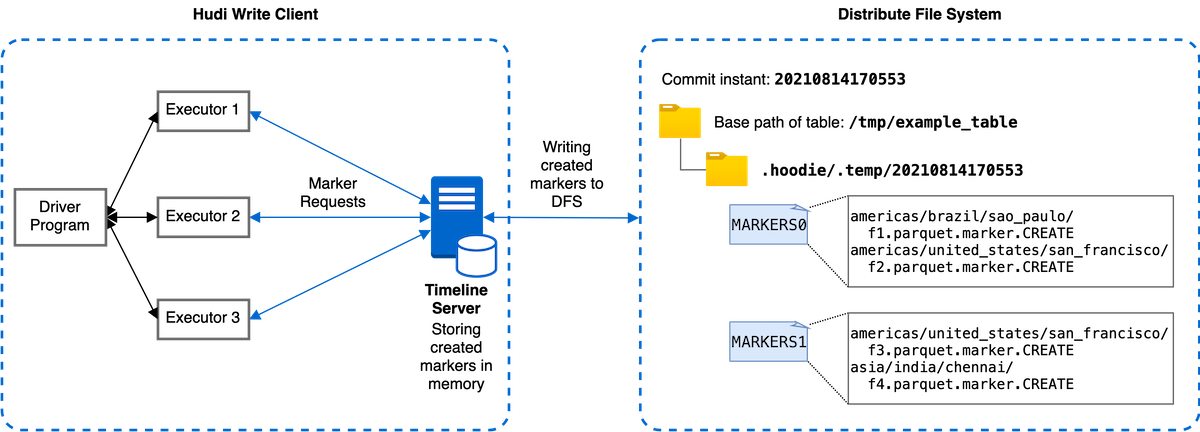 Hudi Write Client
Distribute File System
Executor 1
Driver
Program
Executor 2
Executor 3
Marker
Requests
Timeline
Server
Storing
created
markers in
memory
Writing
created
markers to
DFS
Commit instant: 20210814170553
Base path of table: /tmp/example_table
.hoodie/.temp/20210814170553
MARKERS0
americas/brazil/sao_paulo/
f1.parquet.marker.CREATE
americas/united_states/san_francisco/
f2.parquet.marker.CREATE
MARKERS1
americas/united_states/san_francisco/
f3.parquet.marker.CREATE
asia/india/chennai/
f4.parquet.marker.CREATE